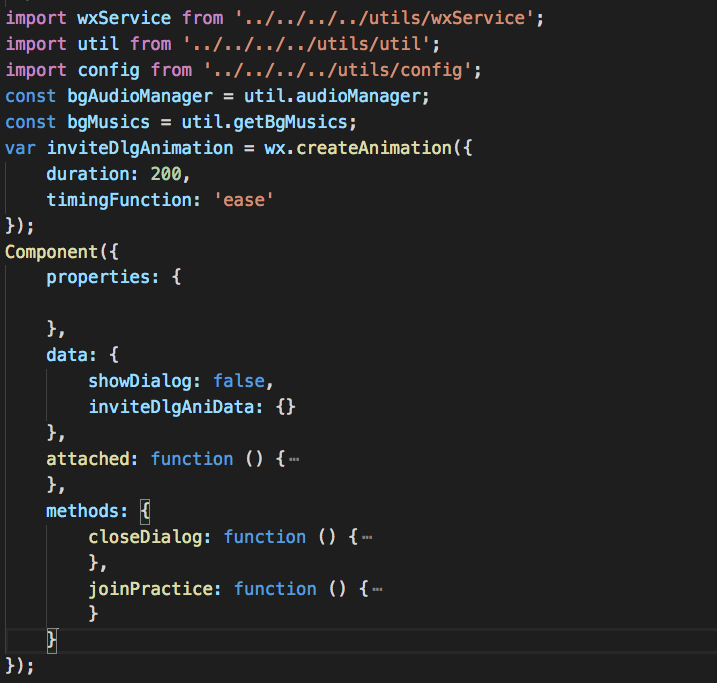 import wxService from '../../../../utils/wxService';
import util from '../../../../utils/util';
import config from '../../../../utils/config';
const bgAudioManager = util.audioManager;
const bgMusics = util.getBgMusics;
var inviteDlgAnimation = wx.createAnimation({
    duration: 200,
    timingFunction: 'ease'
});
Component({
    properties: {

    },
    data: {
        showDialog: false,
        inviteDlgAniData: {}
    },
    attached: function () {⋯
    },
    methods: {
        closeDialog: function () {⋯
        },
        joinPractice: function () {⋯
        }
    }
});